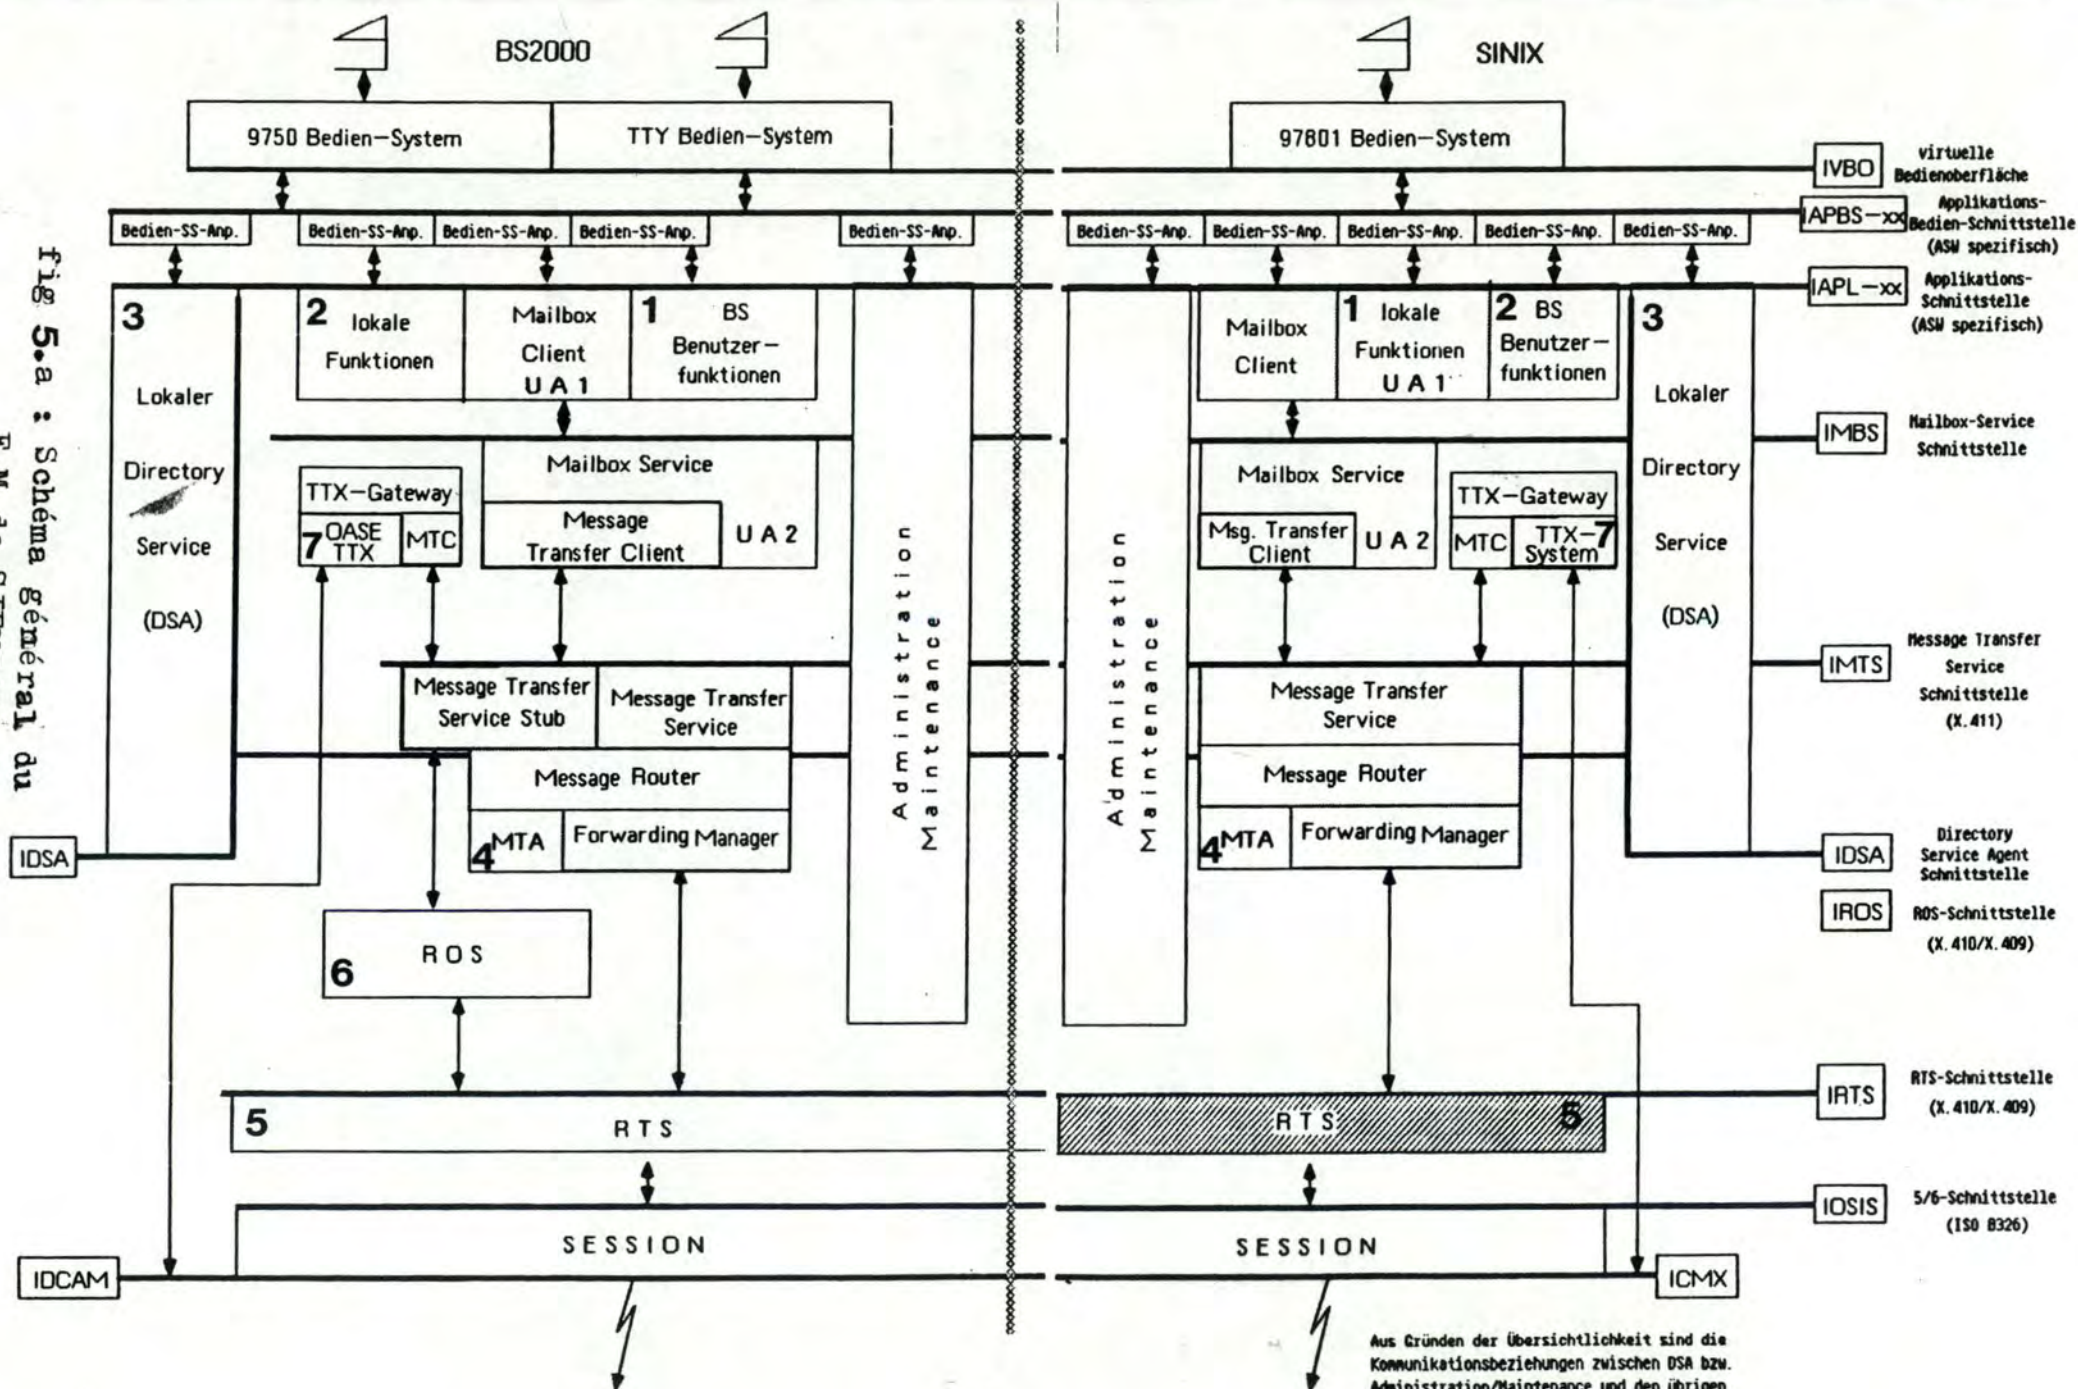 BS2000
SINIX
9750 Bedien-System
TTY Bedien-System
97801 Bedien-System
IVBO
virtuelle
Bedienoberfläche
IAPBS-xx
Applikations-
Bedien-Schnittstelle
(ASW spezifisch)
Bedien-SS-Anp.
Bedien-SS-Anp.
Bedien-SS-Anp.
Bedien-SS-Anp.
Bedien-SS-Anp.
Bedien-SS-Anp.
Bedien-SS-Anp.
Bedien-SS-Anp.
Bedien-SS-Anp.
Bedien-SS-Anp.
IAPL-xx
Applikations-
Schnittstelle
(ASW spezifisch)
3
Lokaler
Directory
Service
(DSA)
2 lokale
Funktionen
Mailbox
Client
UA1
1 BS
Benutzer-
funktionen
Administration
Maintenance
Administration
Maintenance
Mailbox
Client
1 lokale
Funktionen
UA1
2 BS
Benutzer-
funktionen
3
Lokaler
Directory
Service
(DSA)
IMBS
Mailbox-Service
Schnittstelle
TTX-Gateway
7 OASE
TTX
MTC
Mailbox Service
Message
Transfer Client
UA2
Mailbox Service
Msg. Transfer
Client
UA2
TTX-Gateway
MTC
TTX-
System 7
IMTS
Message Transfer
Service
Schnittstelle
(X.411)
Message Transfer
Service Stub
Message Transfer
Service
Message Router
4 MTA
Forwarding Manager
Message Transfer
Service
Message Router
4 MTA
Forwarding Manager
IDSA
IDSA
Directory
Service Agent
Schnittstelle
IROS
ROS-Schnittstelle
(X.410/X.409)
ROS
6
5
RTS
RTS
5
IRTS
RTS-Schnittstelle
(X.410/X.409)
IOSIS
5/6-Schnittstelle
(ISO 8326)
SESSION
SESSION
IDCAM
ICMX
Aus Gründen der Übersichtlichkeit sind die
Kommunikationsbeziehungen zwischen DSA bzw.
Administration/Maintenance und den übrigen
fig 5.a : Schéma général du